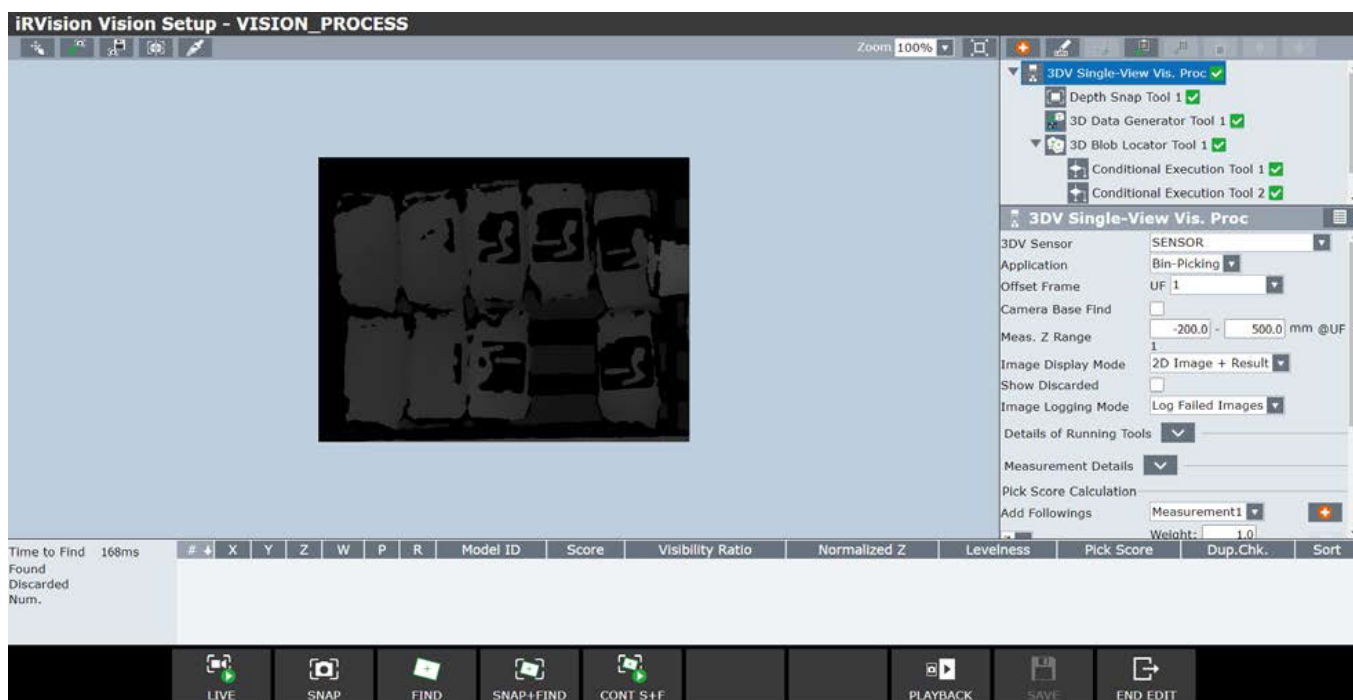 iRVision Vision Setup - VISION_PROCESS
Zoom 100%
3DV Single-View Vis. Proc
Depth Snap Tool 1
3D Data Generator Tool 1
3D Blob Locator Tool 1
Conditional Execution Tool 1
Conditional Execution Tool 2
3DV Single-View Vis. Proc
3DV Sensor SENSOR
Application Bin-Picking
Offset Frame UF 1
Camera Base Find
Meas. Z Range -200.0 - 500.0 mm @UF
1
Image Display Mode 2D Image + Result
Show Discarded
Image Logging Mode Log Failed Images
Details of Running Tools
Measurement Details
Pick Score Calculation
Add Followings Measurement1
Weight: 1.0
Time to Find 168ms
Found
Discarded
Num.
# X Y Z W P R Model ID Score Visibility Ratio Normalized Z Levelness Pick Score Dup.Chk. Sort
LIVE SNAP FIND SNAP+FIND CONT S+F PLAYBACK SAVE END EDIT